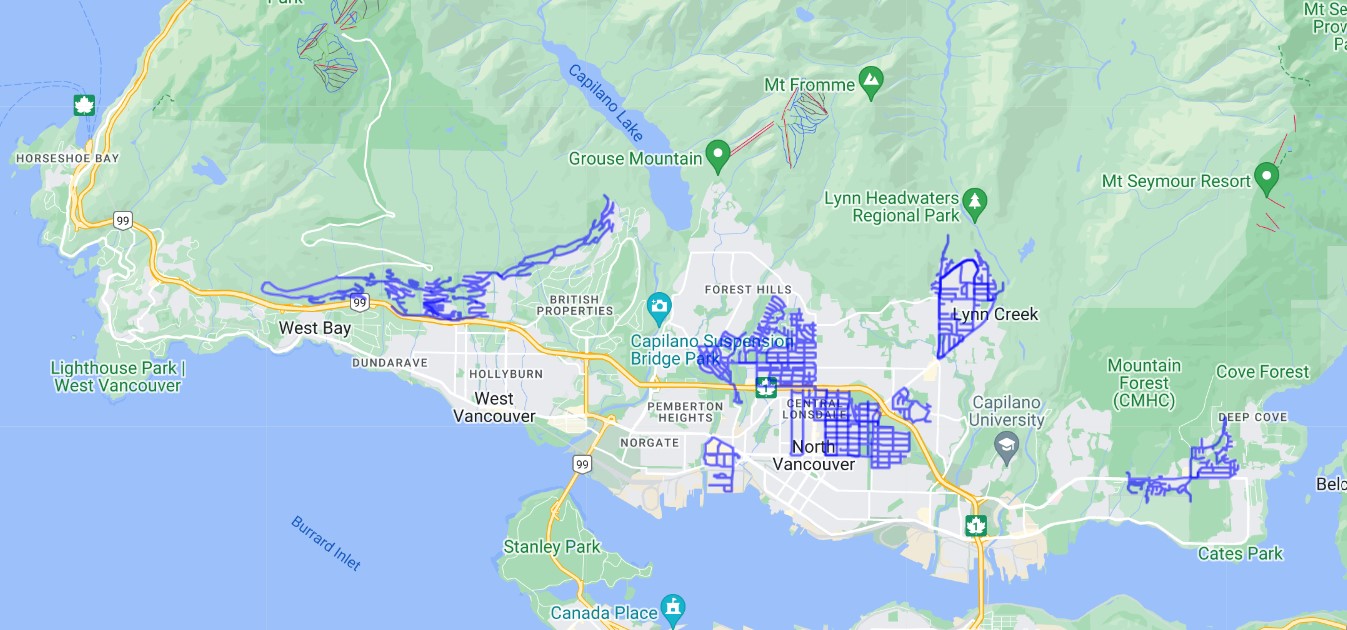 Park
Mt Se
Prov
Pa
Capilano Lake
Mt Fromme
Grouse Mountain
HORSESHOE BAY
Mt Seymour Resort
Lynn Headwaters
Regional Park
99
99
BRITISH
PROPERTIES
FOREST HILLS
Lynn Creek
West Bay
Capilano Suspension
Bridge Park
DUNDARAVE
Lighthouse Park |
West Vancouver
HOLLYBURN
Mountain
Forest
(CMHC)
Cove Forest
1
West
Vancouver
PEMBERTON
HEIGHTS
CENTRAL
LONSDALE
Capilano
University
DEEP COVE
NORGATE
North
Vancouver
99
Belc
1
Burrard Inlet
Stanley Park
Cates Park
Canada Place